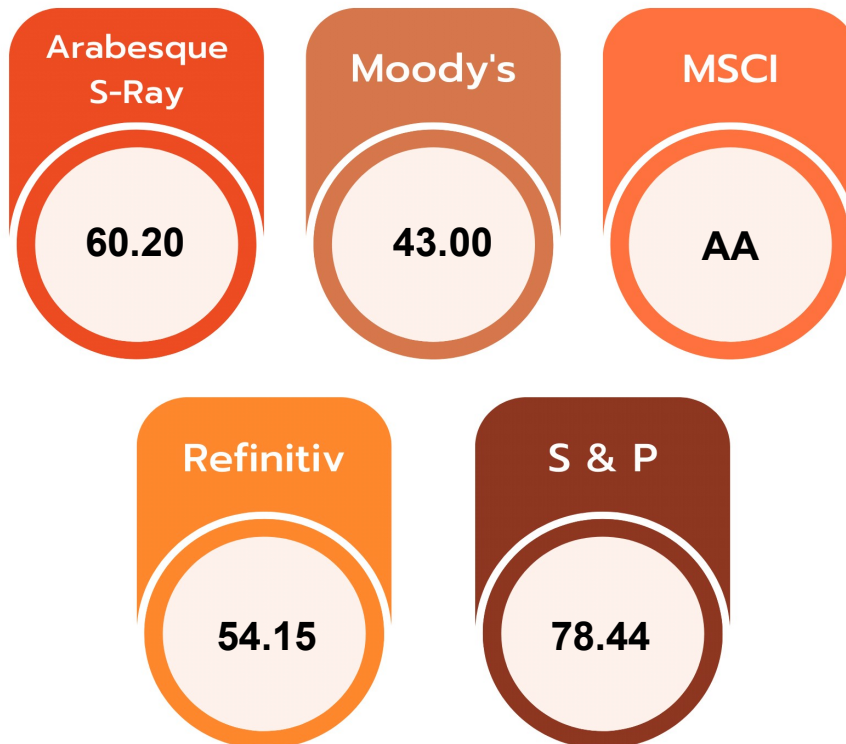 Arabesque
S-Ray
60.20
Moody's
43.00
MSCI
AA
Refinitiv
54.15
S & P
78.44